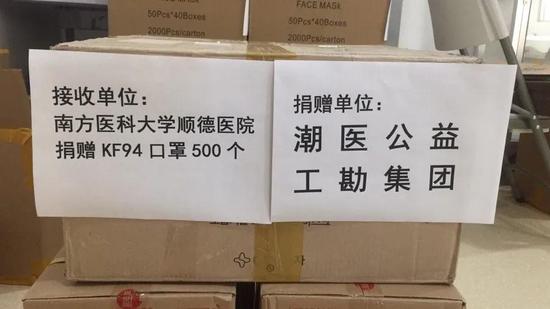 FACE MASK
50Pcs*40Boxes
2000Pcs/carton
FACE MASK
50Pcs*40Boxes
2000Pcs/carton
接收单位：
南方医科大学顺德医院
捐赠 KF94 口罩 500 个
捐赠单位：
潮医公益
工勘集团